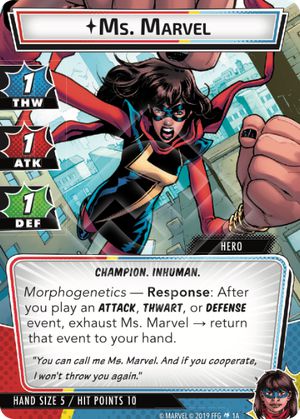 Ms. Marvel
1
THW
1
ATK
1
DEF
HERO
CHAMPION. INHUMAN.
Morphogenetics — Response: After
you play an ATTACK, THWART, or DEFENSE
event, exhaust Ms. Marvel → return
that event to your hand.
"You can call me Ms. Marvel. And if you cooperate,
I won't throw you again."
HAND SIZE 5 / HIT POINTS 10
© MARVEL © 2019 FFG 1A